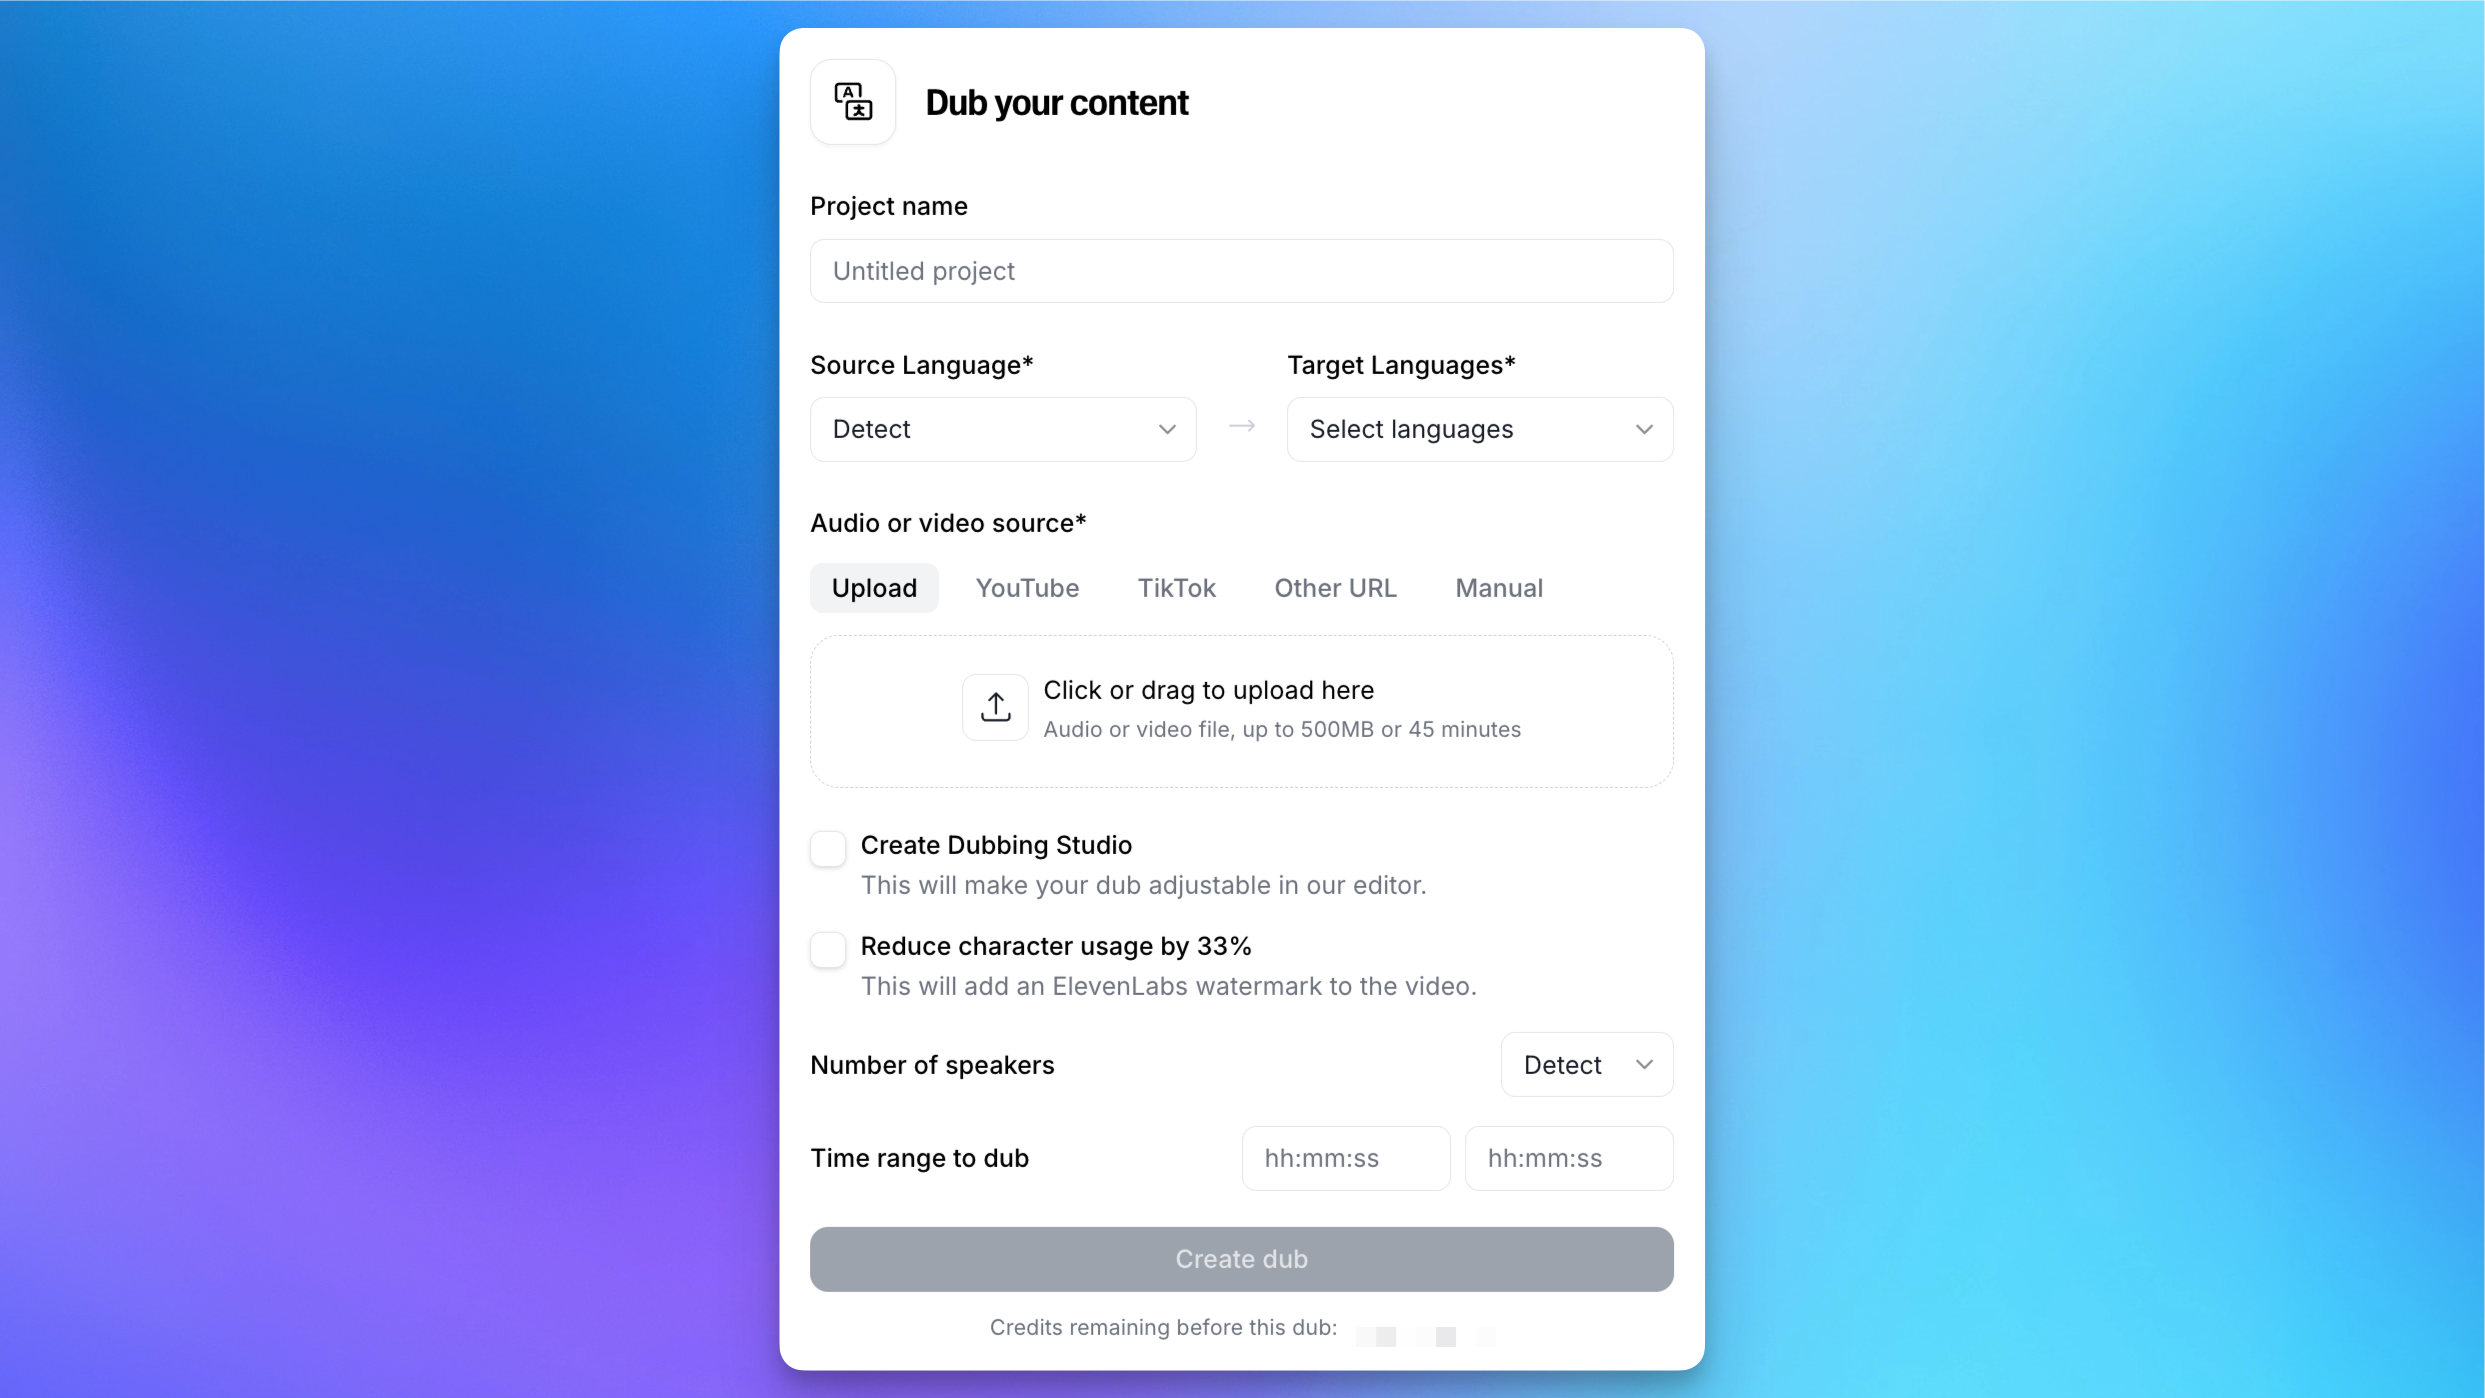 A
文
Dub your content
Project name
Untitled project
Source Language* Target Languages*
Detect Select languages
Audio or video source*
Upload YouTube TikTok Other URL Manual
Click or drag to upload here
Audio or video file, up to 500MB or 45 minutes
Create Dubbing Studio
This will make your dub adjustable in our editor.
Reduce character usage by 33%
This will add an ElevenLabs watermark to the video.
Number of speakers Detect
Time range to dub hh:mm:ss hh:mm:ss
Create dub
Credits remaining before this dub: